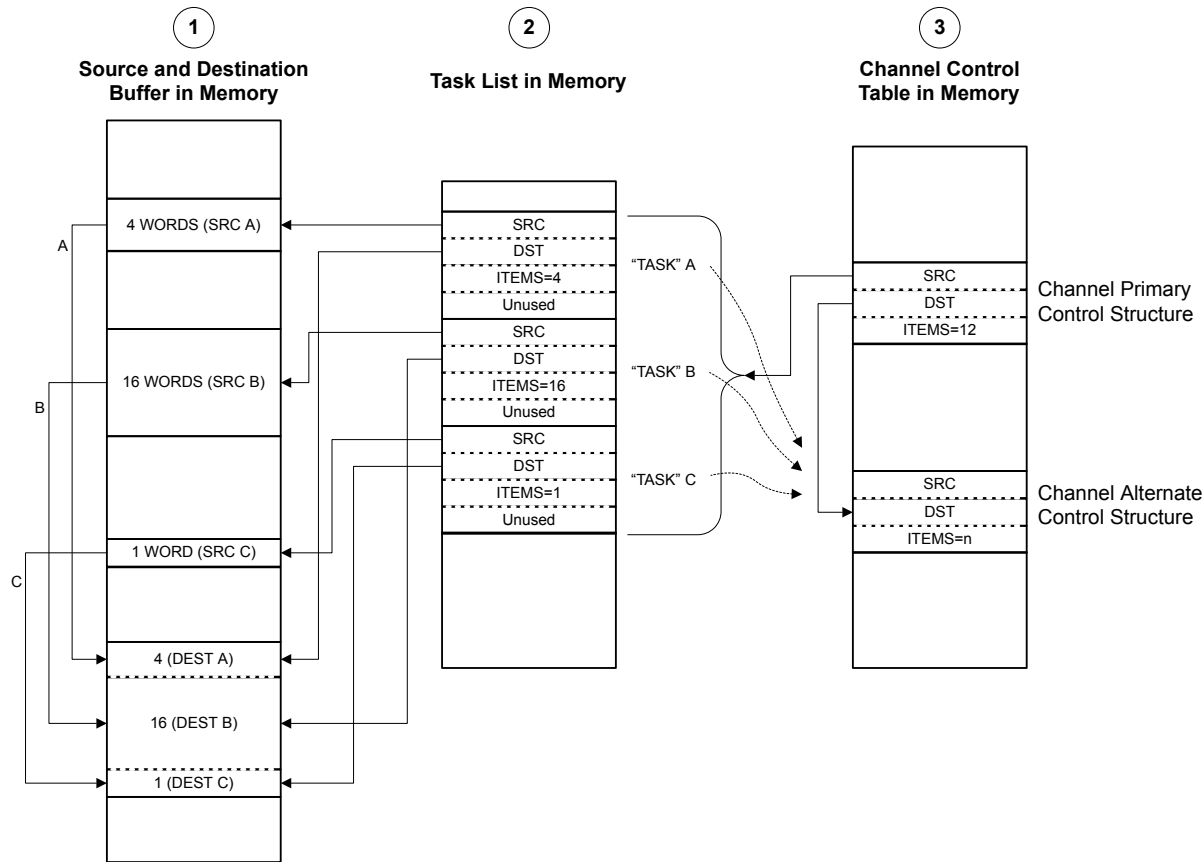 1
Source and Destination
Buffer in Memory
4 WORDS (SRC A)
16 WORDS (SRC B)
1 WORD (SRC C)
4 (DEST A)
16 (DEST B)
1 (DEST C)
A
B
C
2
Task List in Memory
SRC
DST
ITEMS=4
Unused
SRC
DST
ITEMS=16
Unused
SRC
DST
ITEMS=1
Unused
“TASK” A
“TASK” B
“TASK” C
3
Channel Control
Table in Memory
SRC
DST
ITEMS=12
Channel Primary
Control Structure
SRC
DST
ITEMS=n
Channel Alternate
Control Structure